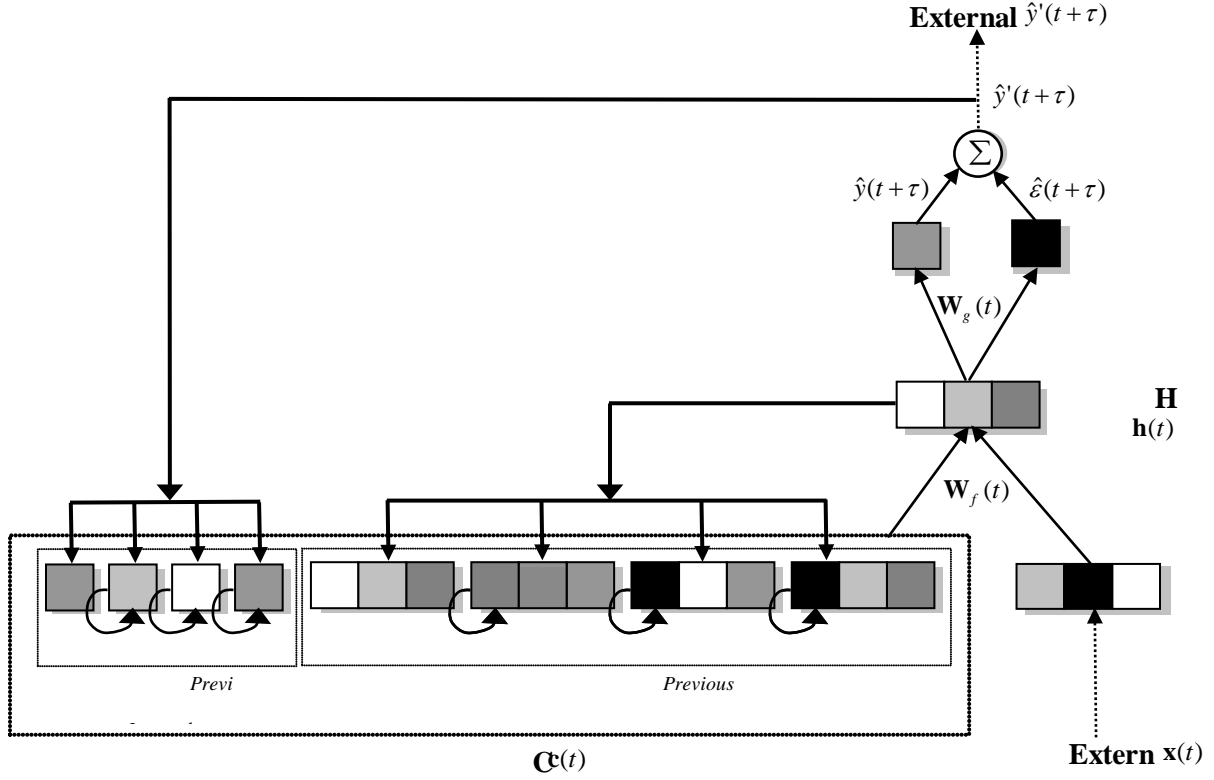 External ŷ'(t+τ)
ŷ'(t+τ)
Σ
ŷ(t+τ) ε̂(t+τ)
W_g(t)
H
h(t)
W_f(t)
Previ
Previous
c(t)
Extern x(t)